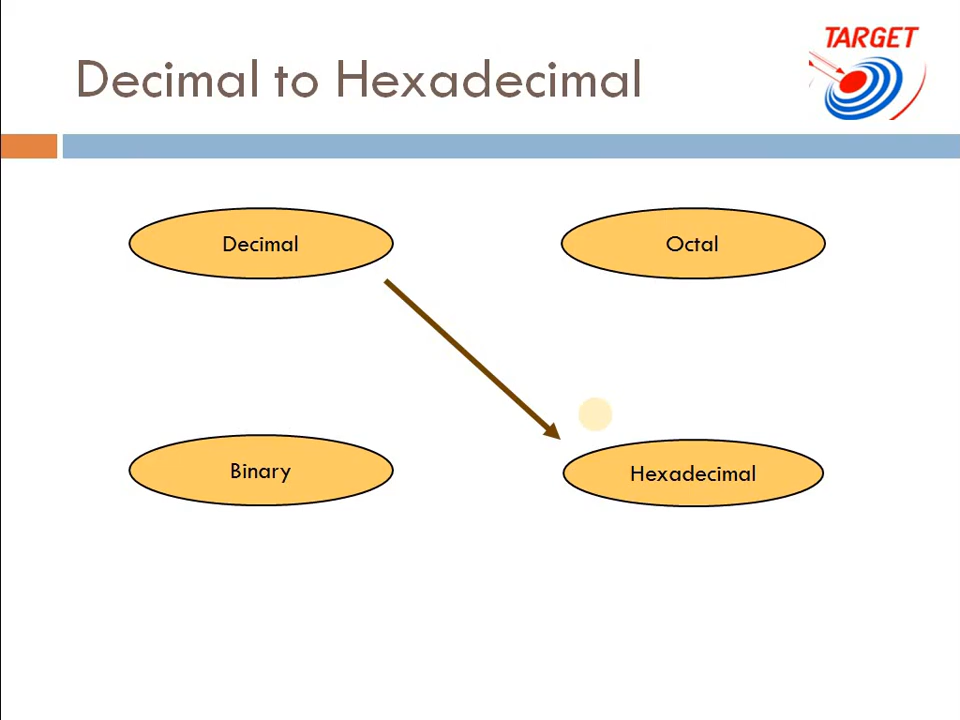 Decimal to Hexadecimal
TARGET
Decimal
Octal
Binary
Hexadecimal